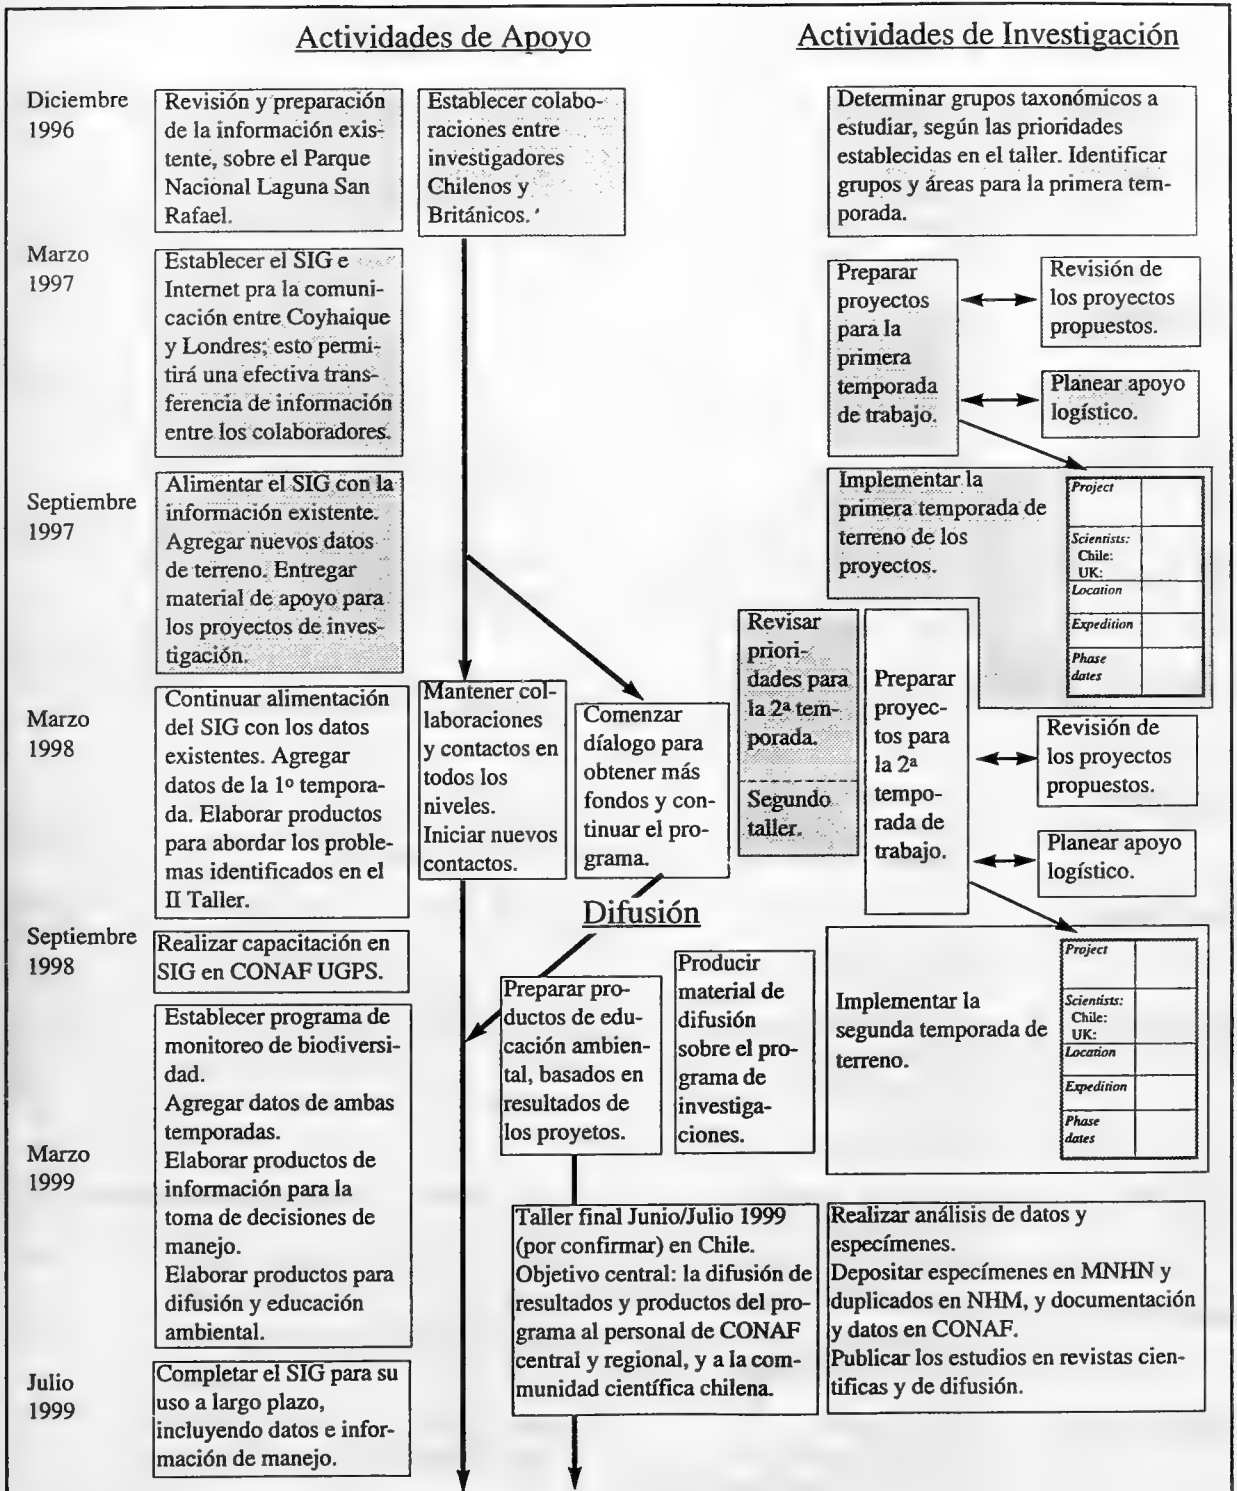 Actividades de Apoyo
Actividades de Investigación
Diciembre
1996
Revisión y preparación
de la información exis-
tente, sobre el Parque
Nacional Laguna San
Rafael.
Establecer colabo-
raciones entre
investigadores
Chilenos y
Británicos.
Determinar grupos taxonómicos a
estudiar, según las prioridades
establecidas en el taller. Identificar
grupos y áreas para la primera tem-
porada.
Marzo
1997
Establecer el SIG e
Internet pra la comuni-
cación entre Coyhaique
y Londres; esto permi-
tirá una efectiva trans-
ferencia de información
entre los colaboradores.
Preparar
proyectos
para la
primera
temporada
de trabajo.
Revisión de
los proyectos
propuestos.
Planear apoyo
logístico.
Septiembre
1997
Alimentar el SIG con la
información existente.
Agregar nuevos datos
de terreno. Entregar
material de apoyo para
los proyectos de inves-
tigación.
Implementar la
primera temporada de
terreno de los
proyectos.
Project
Scientists:
Chile:
UK:
Location
Expedition
Phase
dates
Marzo
1998
Continuar alimentación
del SIG con los datos
existentes. Agregar
datos de la 1º tempora-
da. Elaborar productos
para abordar los proble-
mas identificados en el
II Taller.
Mantener col-
laboraciones
y contactos en
todos los
niveles.
Iniciar nuevos
contactos.
Comenzar
díalogo para
obtener más
fondos y con-
tinuar el pro-
grama.
Revisar
priori-
dades para
la 2ª tem-
porada.
Segundo
taller.
Preparar
proyec-
tos para
la 2ª
tempo-
rada de
trabajo.
Revisión de
los proyectos
propuestos.
Planear apoyo
logístico.
Difusión
Septiembre
1998
Realizar capacitación en
SIG en CONAF UGPS.
Establecer programa de
monitoreo de biodiversi-
dad.
Agregar datos de ambas
temporadas.
Elaborar productos de
información para la
toma de decisiones de
manejo.
Elaborar productos para
difusión y educación
ambiental.
Preparar pro-
ductos de edu-
cación ambien-
tal, basados en
resultados de
los proyetos.
Producir
material de
difusión
sobre el pro-
grama de
investiga-
ciones.
Implementar la
segunda temporada de
terreno.
Project
Scientists:
Chile:
UK:
Location
Expedition
Phase
dates
Marzo
1999
Taller final Junio/Julio 1999
(por confirmar) en Chile.
Objetivo central: la difusión de
resultados y productos del pro-
grama al personal de CONAF
central y regional, y a la com-
munidad científica chilena.
Realizar análisis de datos y
especímenes.
Depositar especímenes en MNHN y
duplicados en NHM, y documentación
y datos en CONAF.
Publicar los estudios en revistas cien-
tificas y de difusión.
Julio
1999
Completar el SIG para su
uso a largo plazo,
incluyendo datos e infor-
mación de manejo.